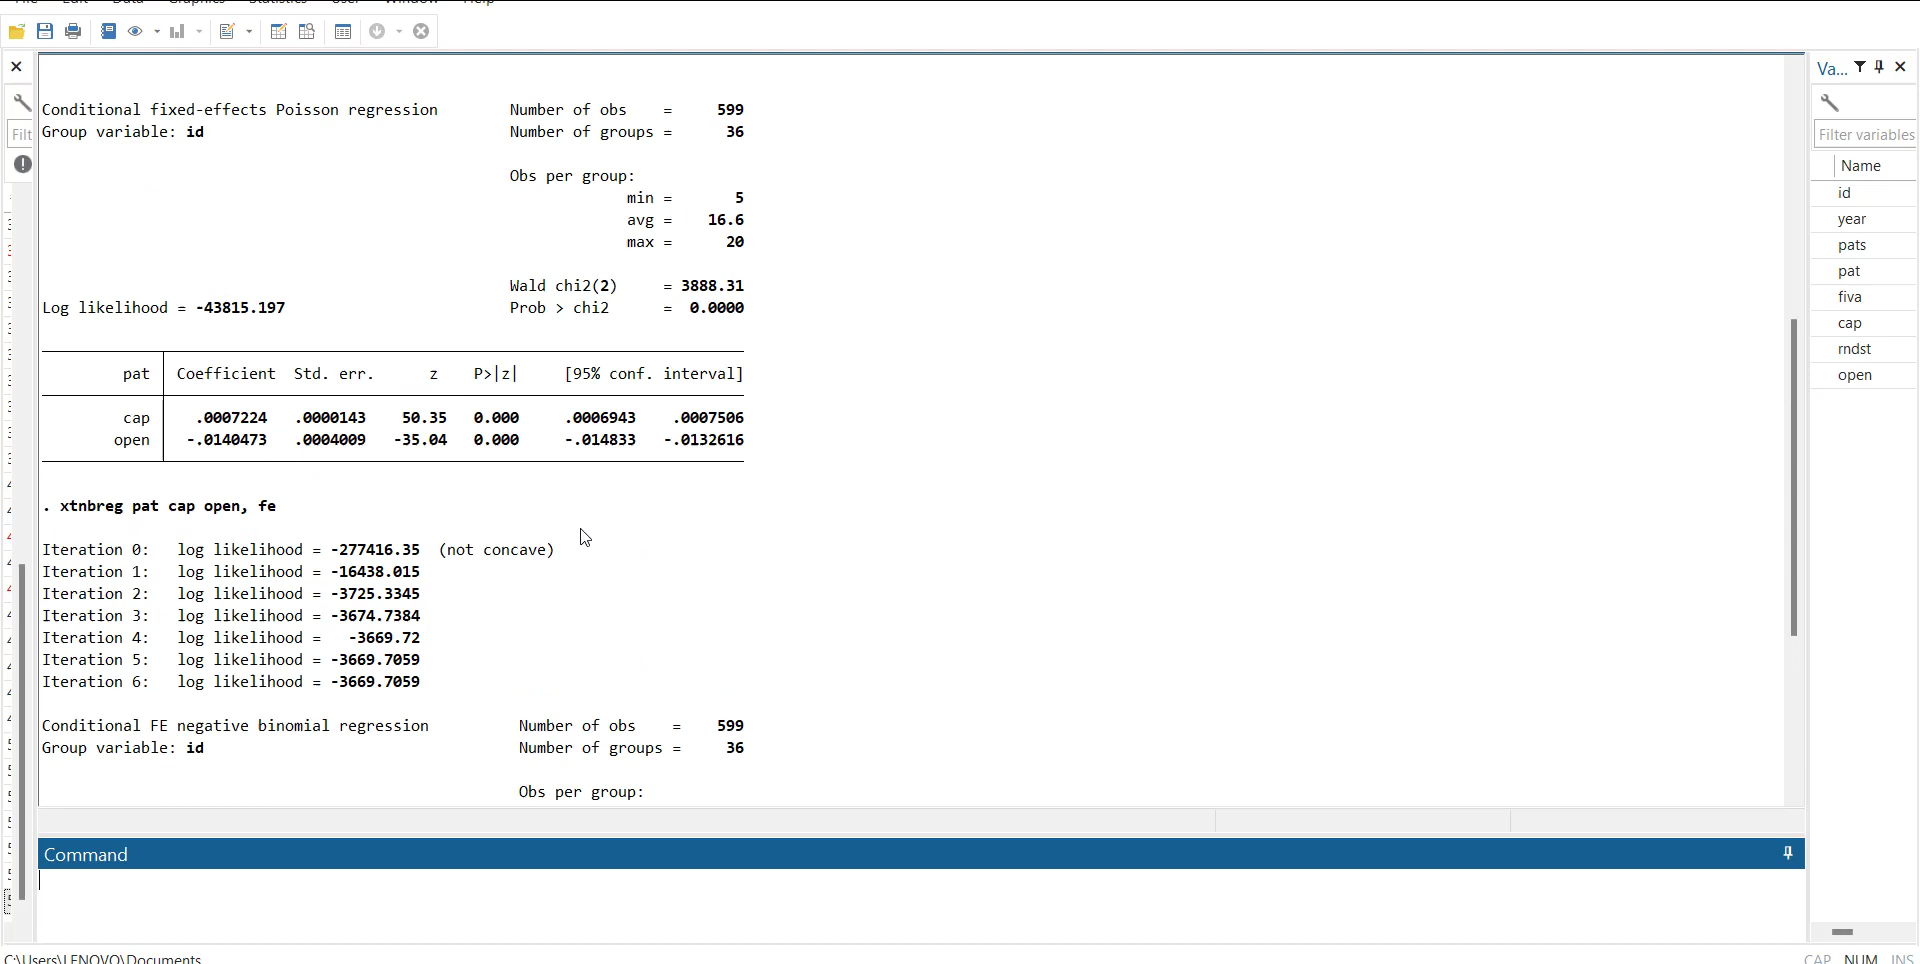 Conditional fixed-effects Poisson regression Number of obs = 599
Group variable: id Number of groups = 36
Obs per group:
min = 5
avg = 16.6
max = 20
Wald chi2(2) = 3888.31
Log likelihood = -43815.197 Prob > chi2 = 0.0000
pat Coefficient Std. err. z P>|z| [95% conf. interval]
cap .0007224 .0000143 50.35 0.000 .0006943 .0007506
open -.0140473 .0004009 -35.04 0.000 -.014833 -.0132616
. xtnbreg pat cap open, fe
Iteration 0: log likelihood = -277416.35 (not concave)
Iteration 1: log likelihood = -16438.015
Iteration 2: log likelihood = -3725.3345
Iteration 3: log likelihood = -3674.7384
Iteration 4: log likelihood = -3669.72
Iteration 5: log likelihood = -3669.7059
Iteration 6: log likelihood = -3669.7059
Conditional FE negative binomial regression Number of obs = 599
Group variable: id Number of groups = 36
Obs per group:
Command
Va...
Filter variables
Name
id
year
pats
pat
fiva
cap
rndst
open
C:\Users\LENOVO\Documents
CAP NUM INS